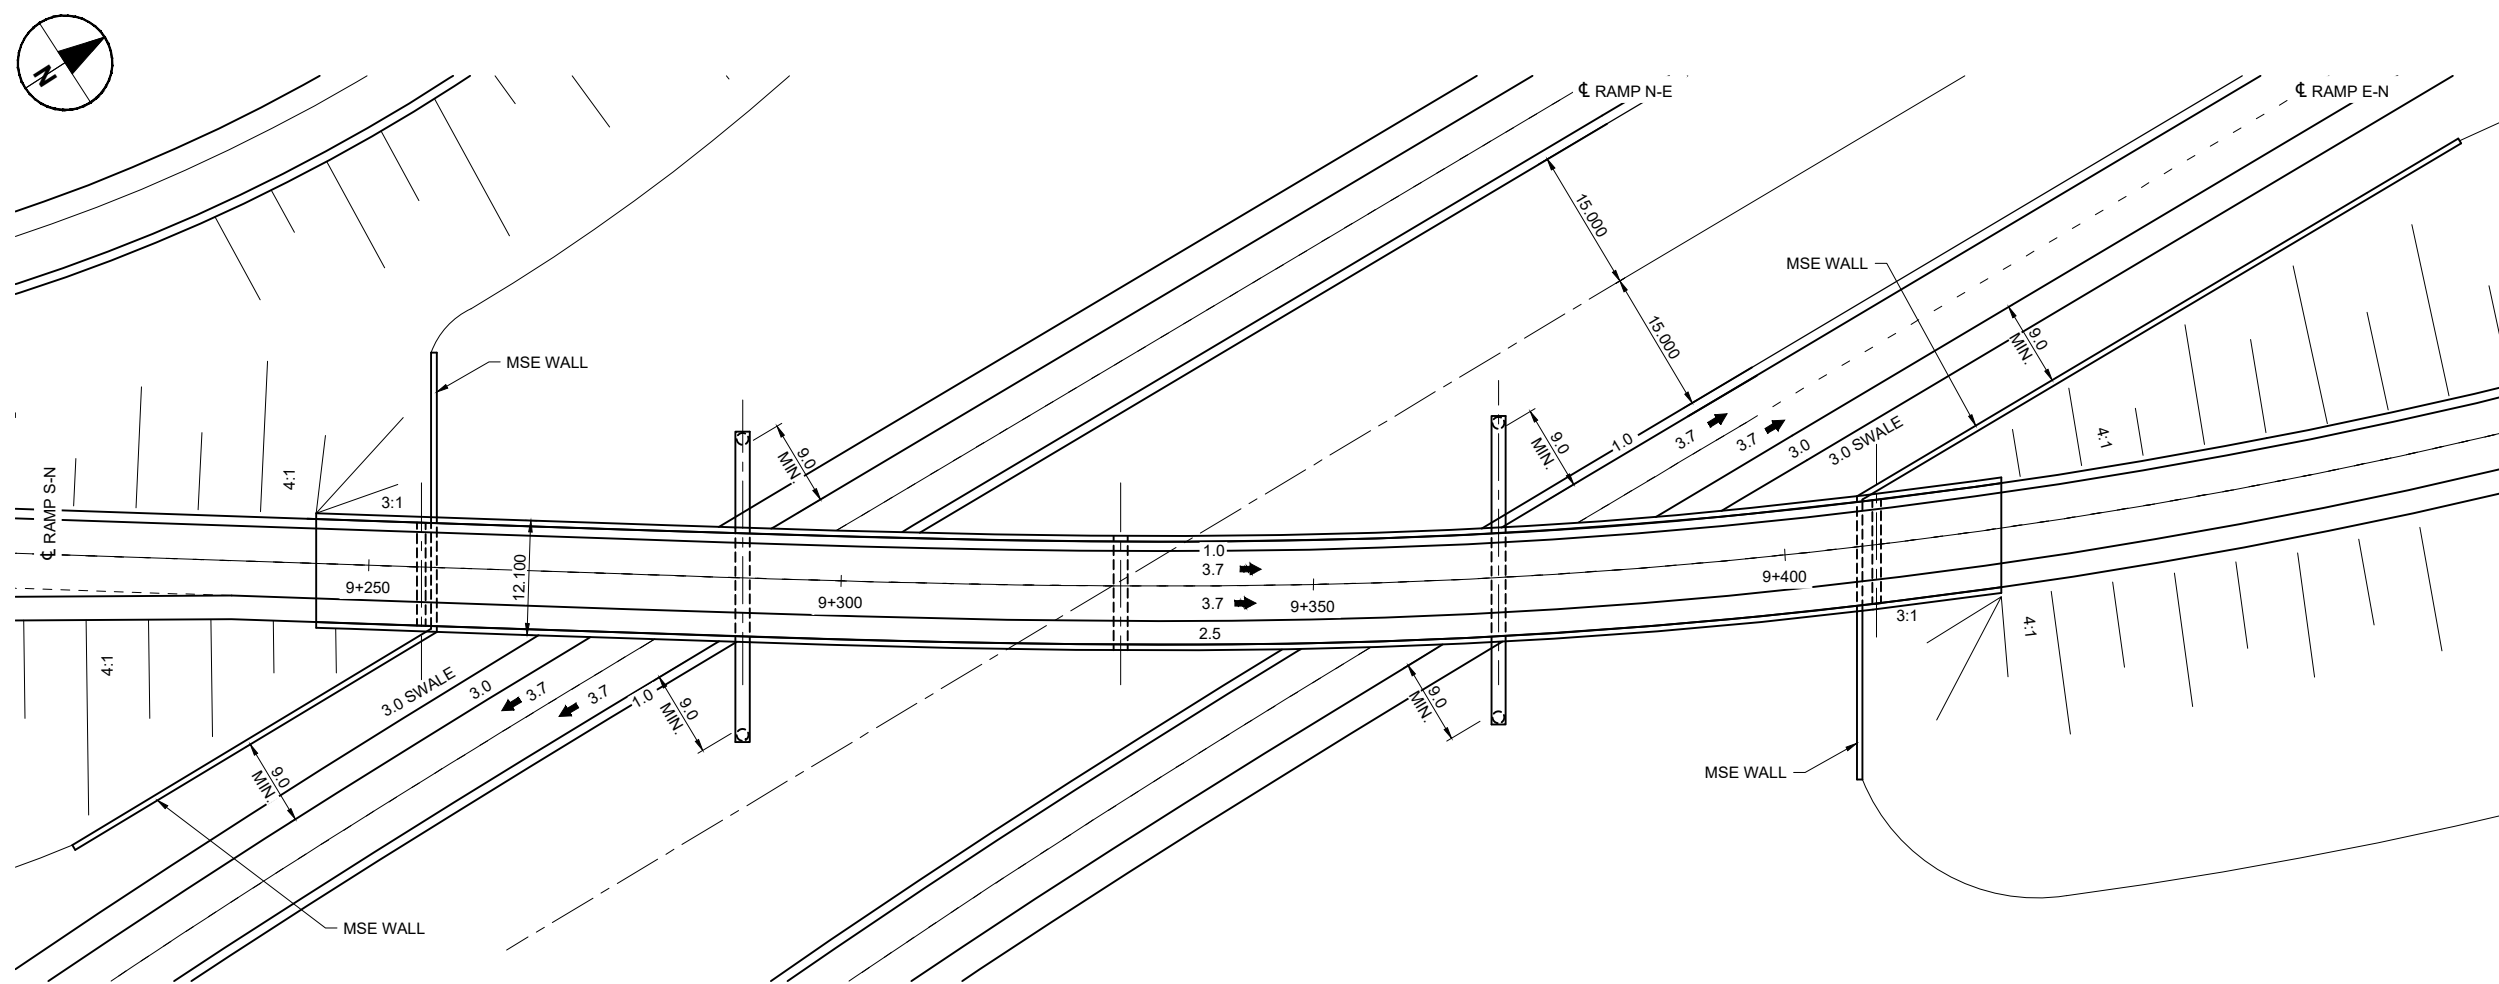 N
℄ RAMP N-E
℄ RAMP E-N
15.000
MSE WALL
15.000
9.0
MIN.
MSE WALL
9.0
MIN.
9.0
MIN.
1.0
3.7
3.7
3.0
3.0 SWALE
4:1
4:1
3:1
℄ RAMP S-N
12.100
1.0
3.7
9+250
9+300
3.7
9+350
9+400
2.5
3:1
4:1
4:1
3.0 SWALE
3.0
3.7
3.7
1.0
9.0
MIN.
9.0
MIN.
9.0
MIN.
MSE WALL
MSE WALL